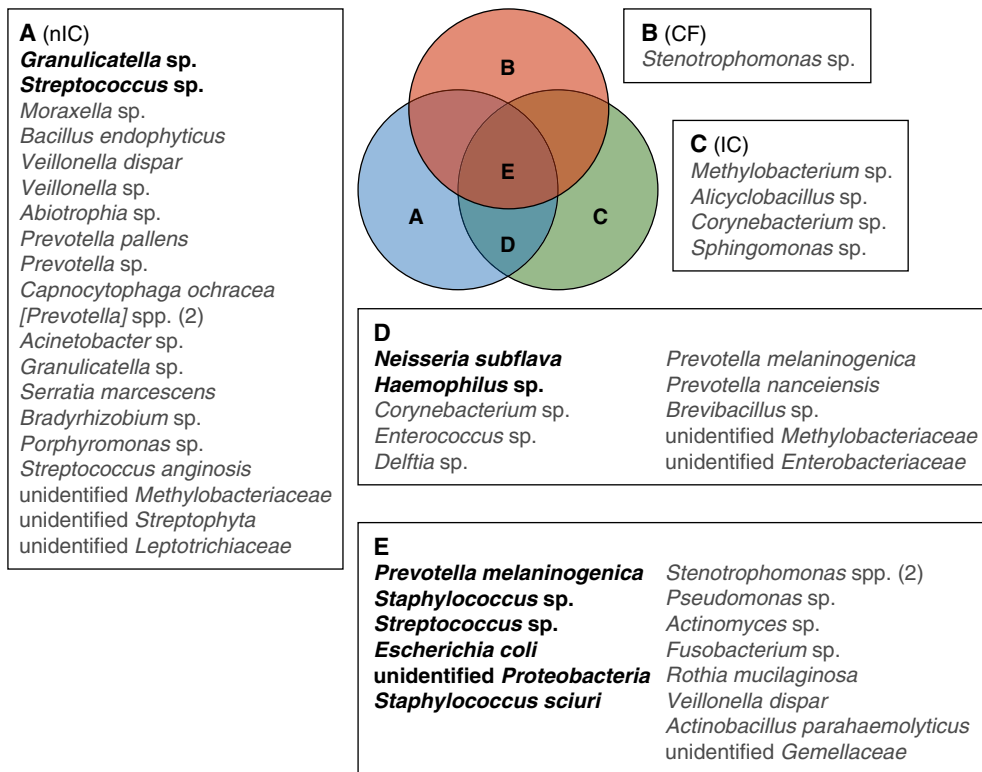 A (nIC)
Granulicatella sp.
Streptococcus sp.
Moraxella sp.
Bacillus endophyticus
Veillonella dispar
Veillonella sp.
Abiotrophia sp.
Prevotella pallens
Prevotella sp.
Capnocytophaga ochracea
[Prevotella] spp. (2)
Acinetobacter sp.
Granulicatella sp.
Serratia marcescens
Bradyrhizobium sp.
Porphyromonas sp.
Streptococcus anginosis
unidentified Methylobacteriaceae
unidentified Streptophyta
unidentified Leptotrichiaceae
B
A
E
C
D
B (CF)
Stenotrophomonas sp.
C (IC)
Methylobacterium sp.
Alicyclobacillus sp.
Corynebacterium sp.
Sphingomonas sp.
D
Neisseria subflava
Haemophilus sp.
Corynebacterium sp.
Enterococcus sp.
Delftia sp.
Prevotella melaninogenica
Prevotella nanceiensis
Brevibacillus sp.
unidentified Methylobacteriaceae
unidentified Enterobacteriaceae
E
Prevotella melaninogenica
Staphylococcus sp.
Streptococcus sp.
Escherichia coli
unidentified Proteobacteria
Staphylococcus sciuri
Stenotrophomonas spp. (2)
Pseudomonas sp.
Actinomyces sp.
Fusobacterium sp.
Rothia mucilaginosa
Veillonella dispar
Actinobacillus parahaemolyticus
unidentified Gemellaceae